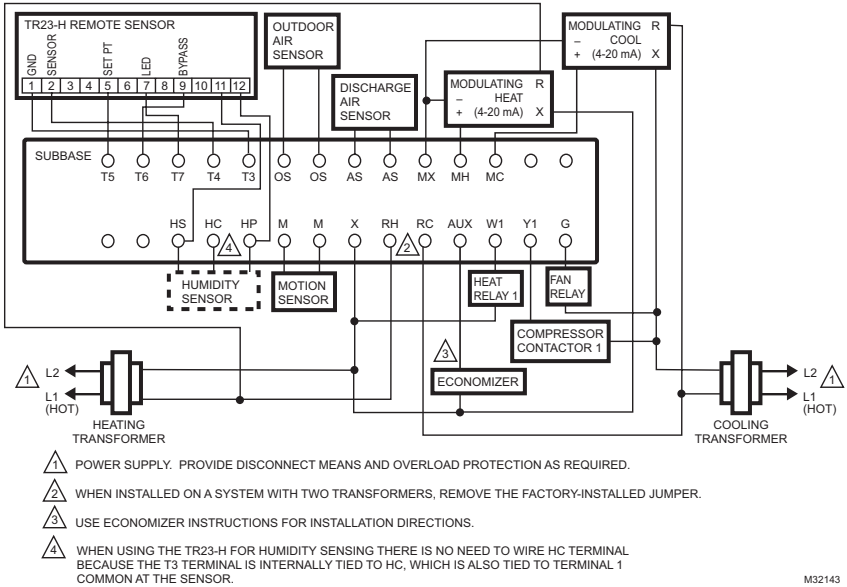 TR23-H REMOTE SENSOR
GND
SENSOR
SET PT
LED
BYPASS
1 2 3 4 5 6 7 8 9 10 11 12
OUTDOOR
AIR
SENSOR
DISCHARGE
AIR
SENSOR
MODULATING R
– HEAT
+ (4-20 mA) X
MODULATING R
– COOL
+ (4-20 mA) X
SUBBASE
T5 T6 T7 T4 T3 OS OS AS AS MX MH MC
HS HC HP M M X RH RC AUX W1 Y1 G
4
2
HUMIDITY
SENSOR
MOTION
SENSOR
HEAT
RELAY 1
FAN
RELAY
COMPRESSOR
CONTACTOR 1
3
ECONOMIZER
1
L2
L1
(HOT)
HEATING
TRANSFORMER
L2
1
L1
(HOT)
COOLING
TRANSFORMER
1 POWER SUPPLY. PROVIDE DISCONNECT MEANS AND OVERLOAD PROTECTION AS REQUIRED.
2 WHEN INSTALLED ON A SYSTEM WITH TWO TRANSFORMERS, REMOVE THE FACTORY-INSTALLED JUMPER.
3 USE ECONOMIZER INSTRUCTIONS FOR INSTALLATION DIRECTIONS.
4 WHEN USING THE TR23-H FOR HUMIDITY SENSING THERE IS NO NEED TO WIRE HC TERMINAL
BECAUSE THE T3 TERMINAL IS INTERNALLY TIED TO HC, WHICH IS ALSO TIED TO TERMINAL 1
COMMON AT THE SENSOR.
M32143